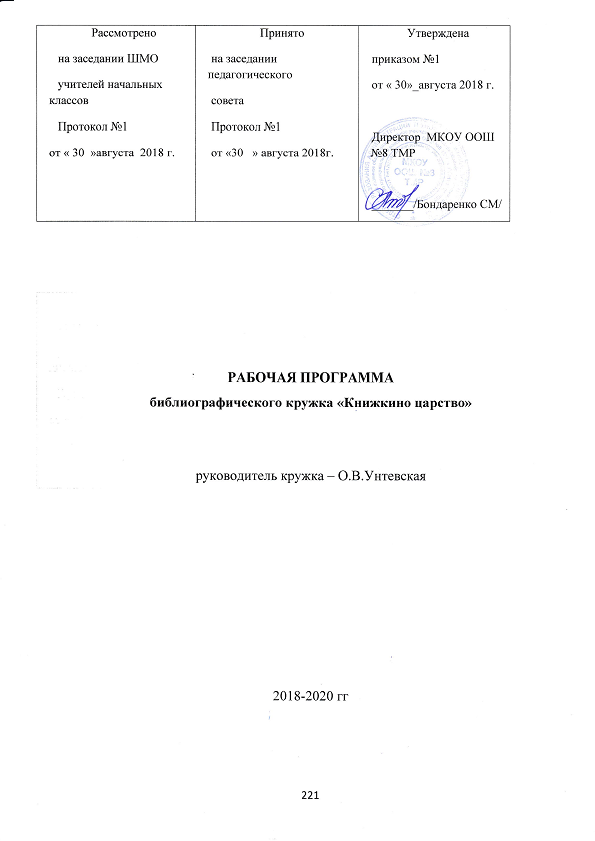 Рассмотрено
на заседании ШМО
учителей начальных
классов
Протокол №1
от « 30 »августа 2018 г.
Принято
на заседании
педагогического
совета
Протокол №1
от «30 » августа 2018г.
Утверждена
приказом №1
от « 30»_августа 2018 г.
Директор МКОУ ООШ
№8 ТМР
/Бондаренко СМ/
РАБОЧАЯ ПРОГРАММА
библиографического кружка «Книжкино царство»
руководитель кружка – О.В.Унтевская
2018-2020 гг
221